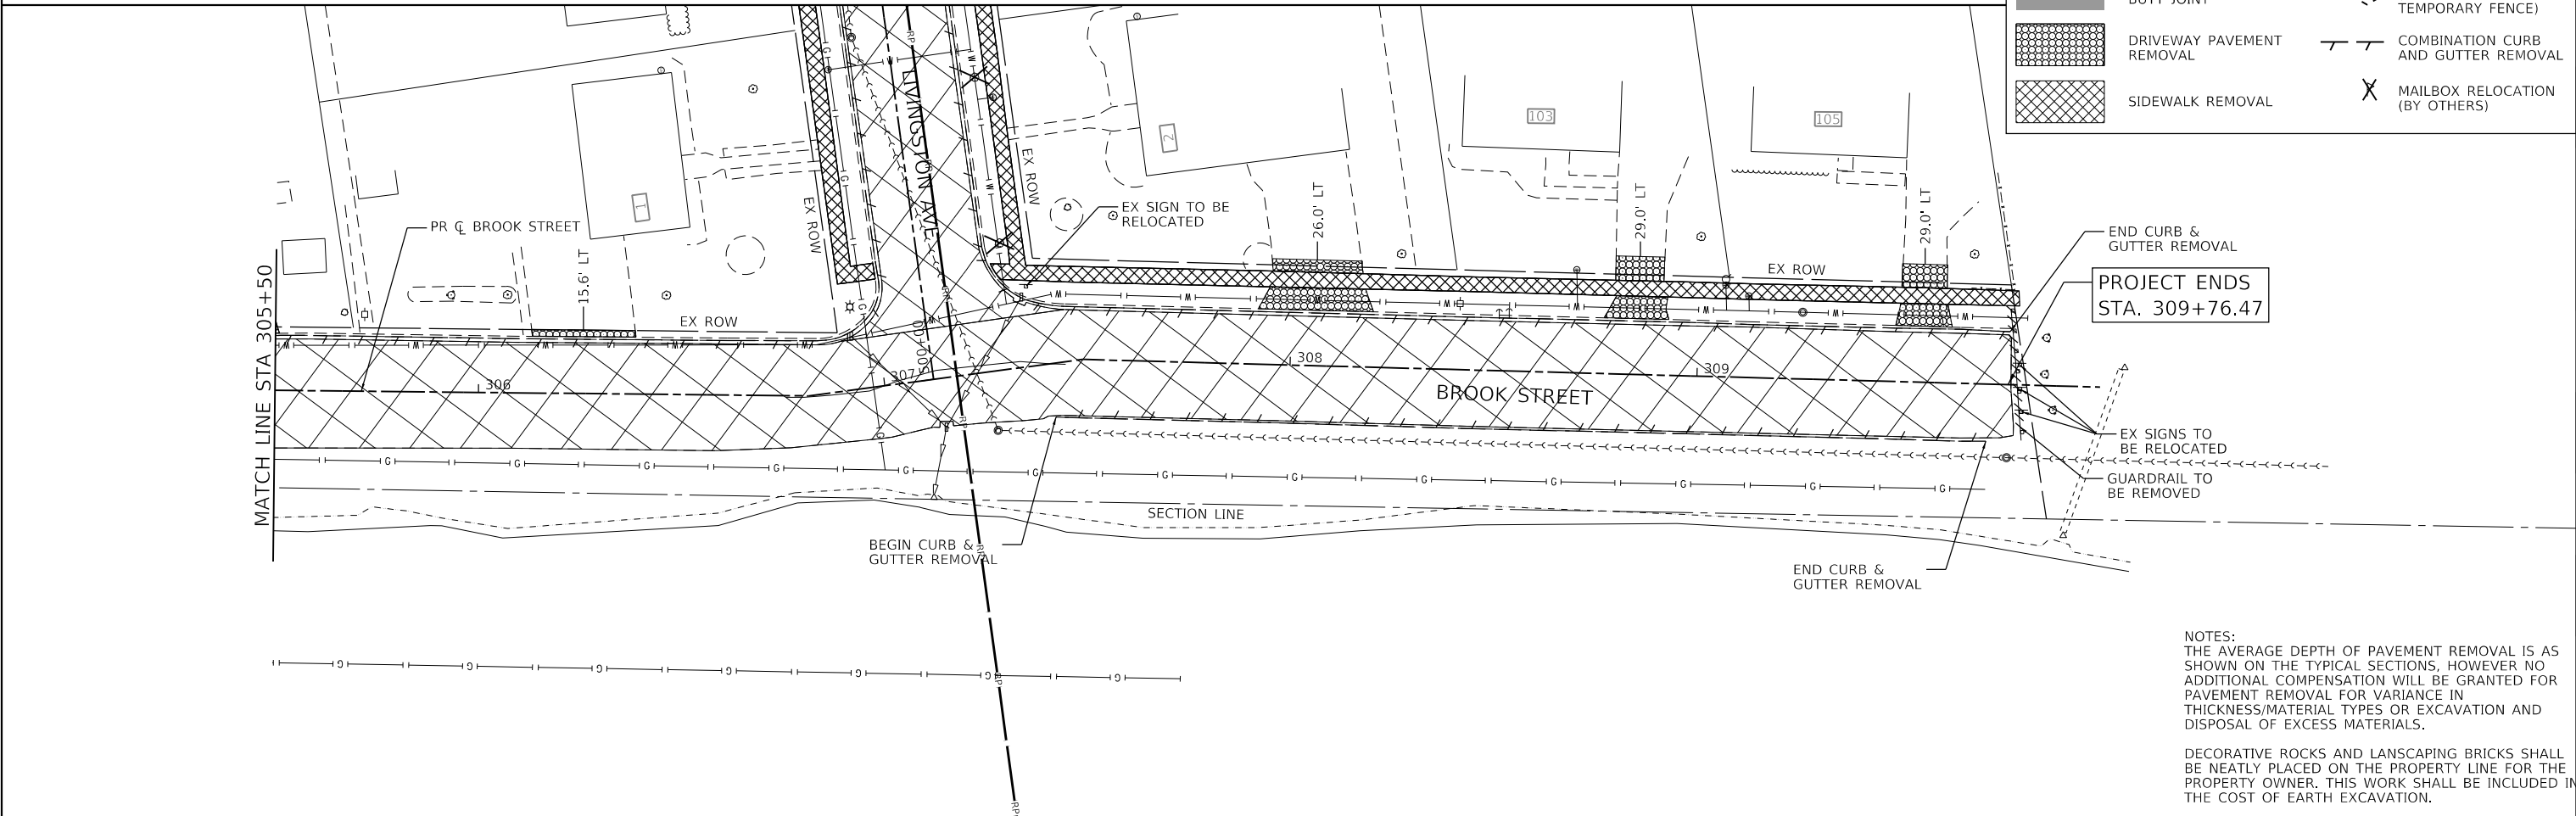 BUTT JOINT
TEMPORARY FENCE)
DRIVEWAY PAVEMENT
REMOVAL
COMBINATION CURB
AND GUTTER REMOVAL
SIDEWALK REMOVAL
MAILBOX RELOCATION
(BY OTHERS)
LIVINGSTON AVE
EX ROW
EX ROW
1
2
103
105
PR ℄ BROOK STREET
15.6' LT
EX ROW
EX SIGN TO BE
RELOCATED
26.0' LT
29.0' LT
29.0' LT
EX ROW
END CURB &
GUTTER REMOVAL
PROJECT ENDS
STA. 309+76.47
MATCH LINE STA 305+50
306
307
500+00
308
309
BROOK STREET
EX SIGNS TO
BE RELOCATED
GUARDRAIL TO
BE REMOVED
SECTION LINE
BEGIN CURB &
GUTTER REMOVAL
END CURB &
GUTTER REMOVAL
NOTES:
THE AVERAGE DEPTH OF PAVEMENT REMOVAL IS AS
SHOWN ON THE TYPICAL SECTIONS, HOWEVER NO
ADDITIONAL COMPENSATION WILL BE GRANTED FOR
PAVEMENT REMOVAL FOR VARIANCE IN
THICKNESS/MATERIAL TYPES OR EXCAVATION AND
DISPOSAL OF EXCESS MATERIALS.
DECORATIVE ROCKS AND LANSCAPING BRICKS SHALL
BE NEATLY PLACED ON THE PROPERTY LINE FOR THE
PROPERTY OWNER. THIS WORK SHALL BE INCLUDED IN
THE COST OF EARTH EXCAVATION.